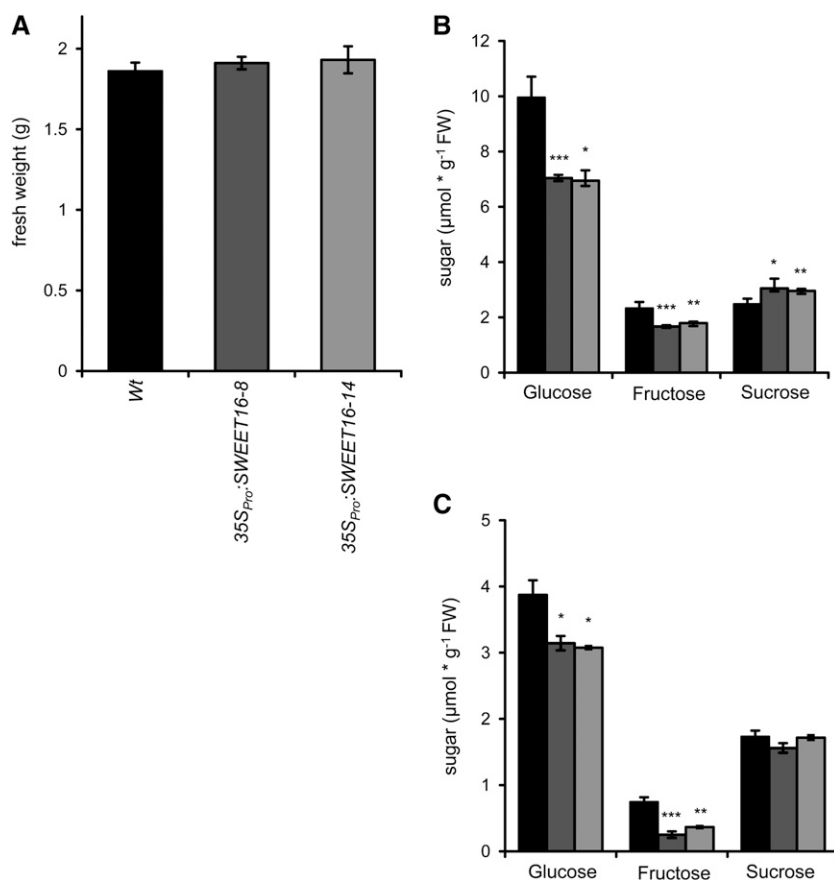 A
fresh weight (g)
2
1.5
1
0.5
0
Wt
35SPro:SWEET16-8
35SPro:SWEET16-14
B
sugar (µmol * g-1 FW)
12
10
8
6
4
2
0
*** *
*** **
* **
Glucose Fructose Sucrose
C
sugar (µmol * g-1 FW)
5
4
3
2
1
0
* *
*** **
Glucose Fructose Sucrose